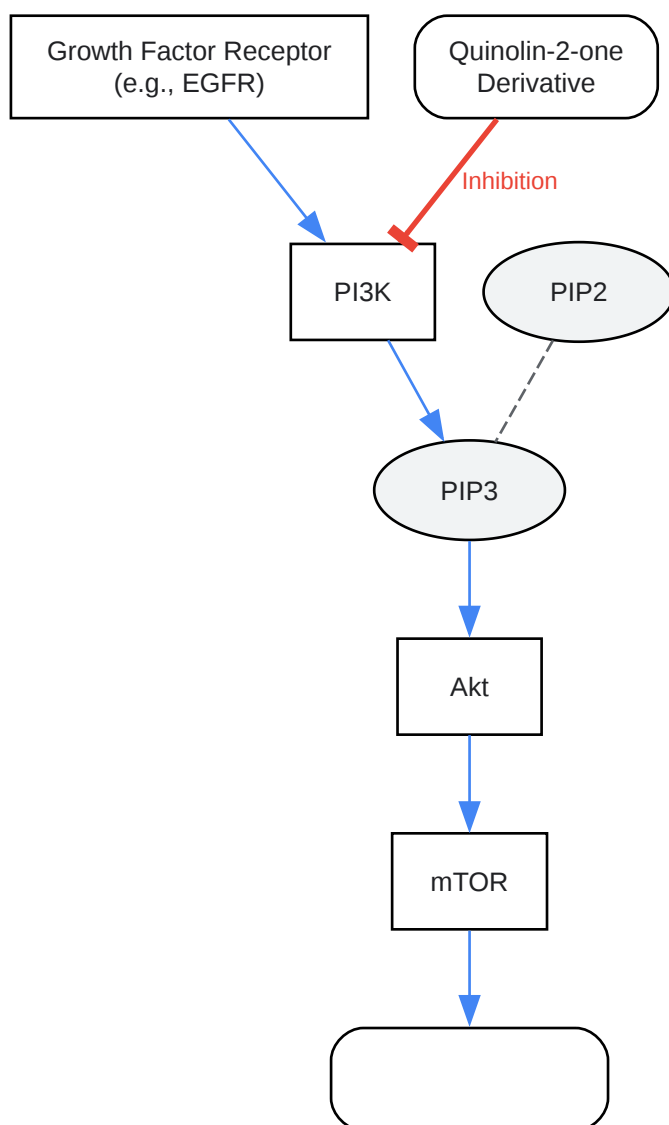 Growth Factor Receptor
(e.g., EGFR)
Quinolin-2-one
Derivative
Inhibition
PI3K
PIP2
PIP3
Akt
mTOR